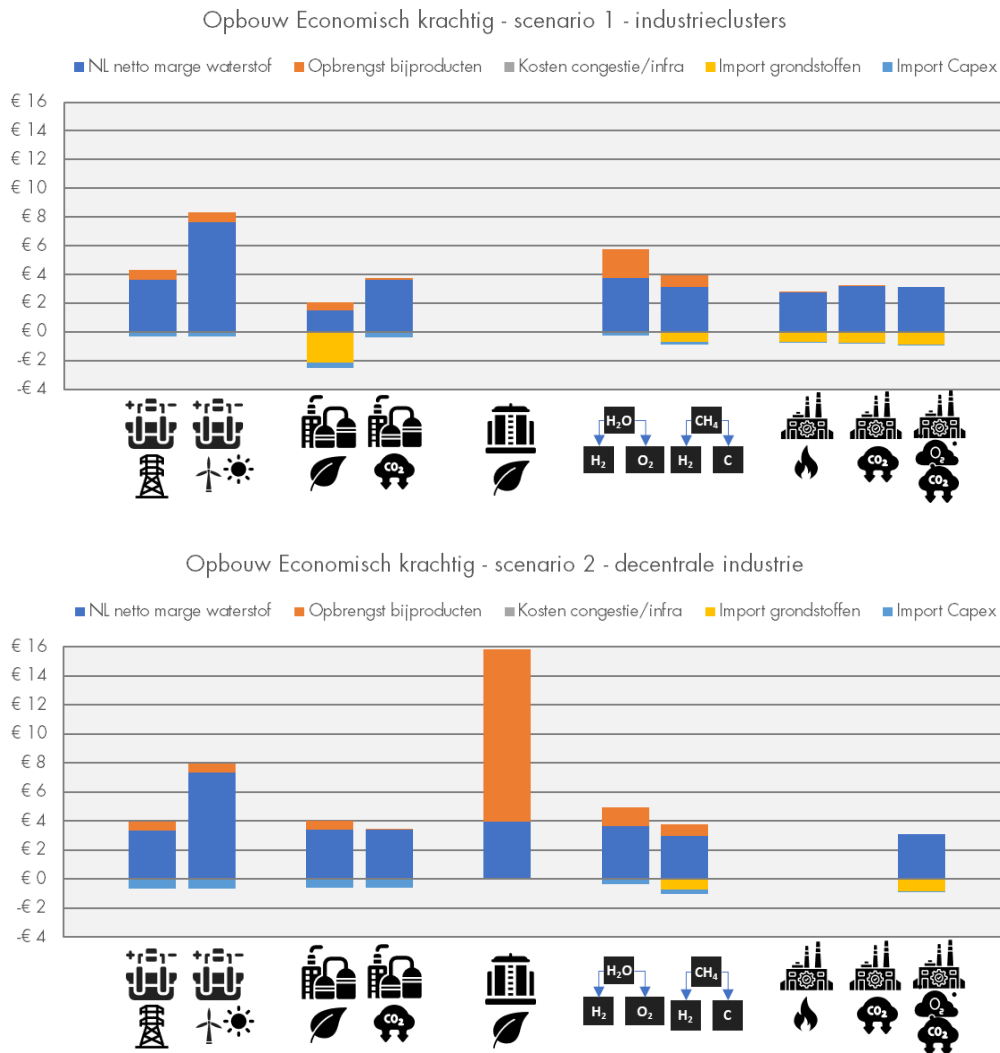 Opbouw Economisch krachtig - scenario 1 - industrieclusters
NL netto marge waterstof Opbrengst bijproducten Kosten congestie/infra Import grondstoffen Import Capex
€ 16
€ 14
€ 12
€ 10
€ 8
€ 6
€ 4
€ 2
€ 0
-€ 2
-€ 4
H₂O CH₄
H₂ O₂ H₂ C
CO₂ CO₂ O₂
CO₂
Opbouw Economisch krachtig - scenario 2 - decentrale industrie
NL netto marge waterstof Opbrengst bijproducten Kosten congestie/infra Import grondstoffen Import Capex
€ 16
€ 14
€ 12
€ 10
€ 8
€ 6
€ 4
€ 2
€ 0
-€ 2
-€ 4
H₂O CH₄
H₂ O₂ H₂ C
CO₂ CO₂ O₂
CO₂